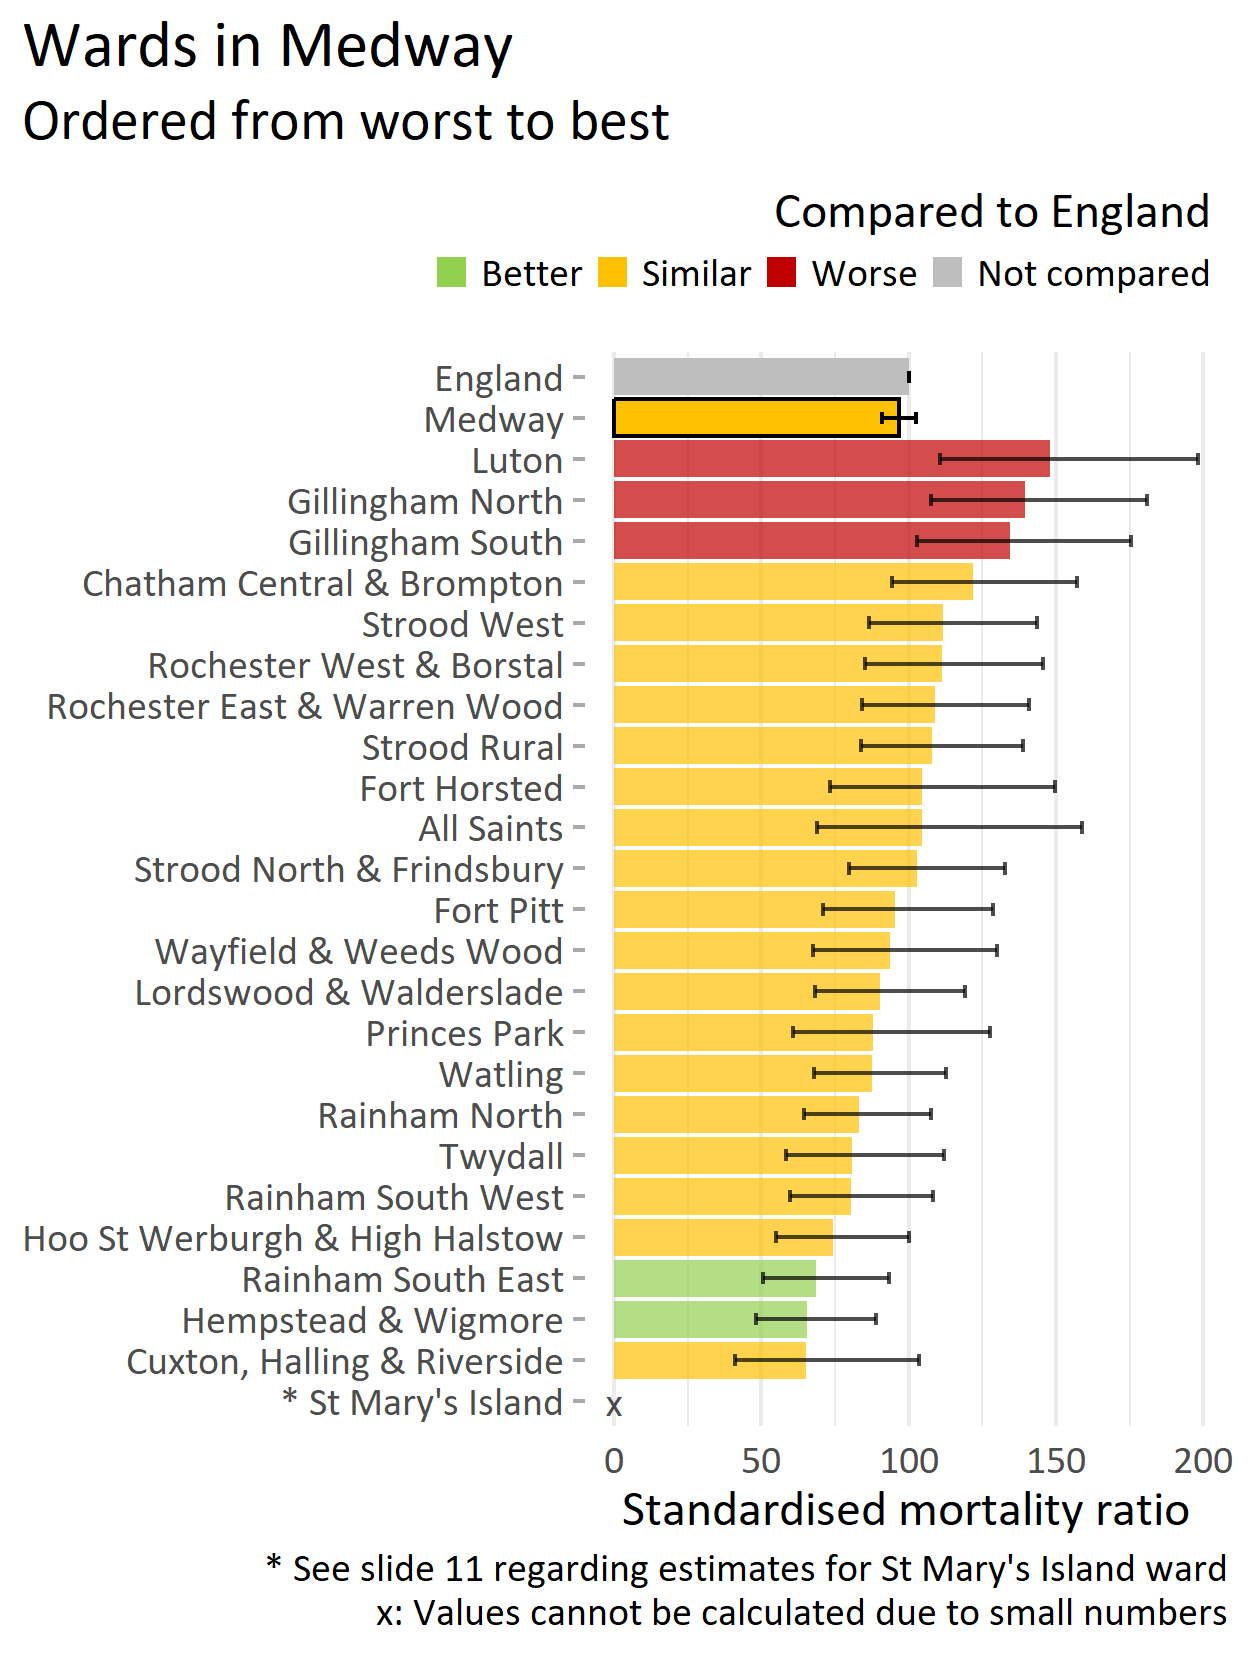 Wards in Medway
Ordered from worst to best
Compared to England
Better Similar Worse Not compared
England
Medway
Luton
Gillingham North
Gillingham South
Chatham Central & Brompton
Strood West
Rochester West & Borstal
Rochester East & Warren Wood
Strood Rural
Fort Horsted
All Saints
Strood North & Frindsbury
Fort Pitt
Wayfield & Weeds Wood
Lordswood & Walderslade
Princes Park
Watling
Rainham North
Twydall
Rainham South West
Hoo St Werburgh & High Halstow
Rainham South East
Hempstead & Wigmore
Cuxton, Halling & Riverside
* St Mary's Island x
0 50 100 150 200
Standardised mortality ratio
* See slide 11 regarding estimates for St Mary's Island ward
x: Values cannot be calculated due to small numbers